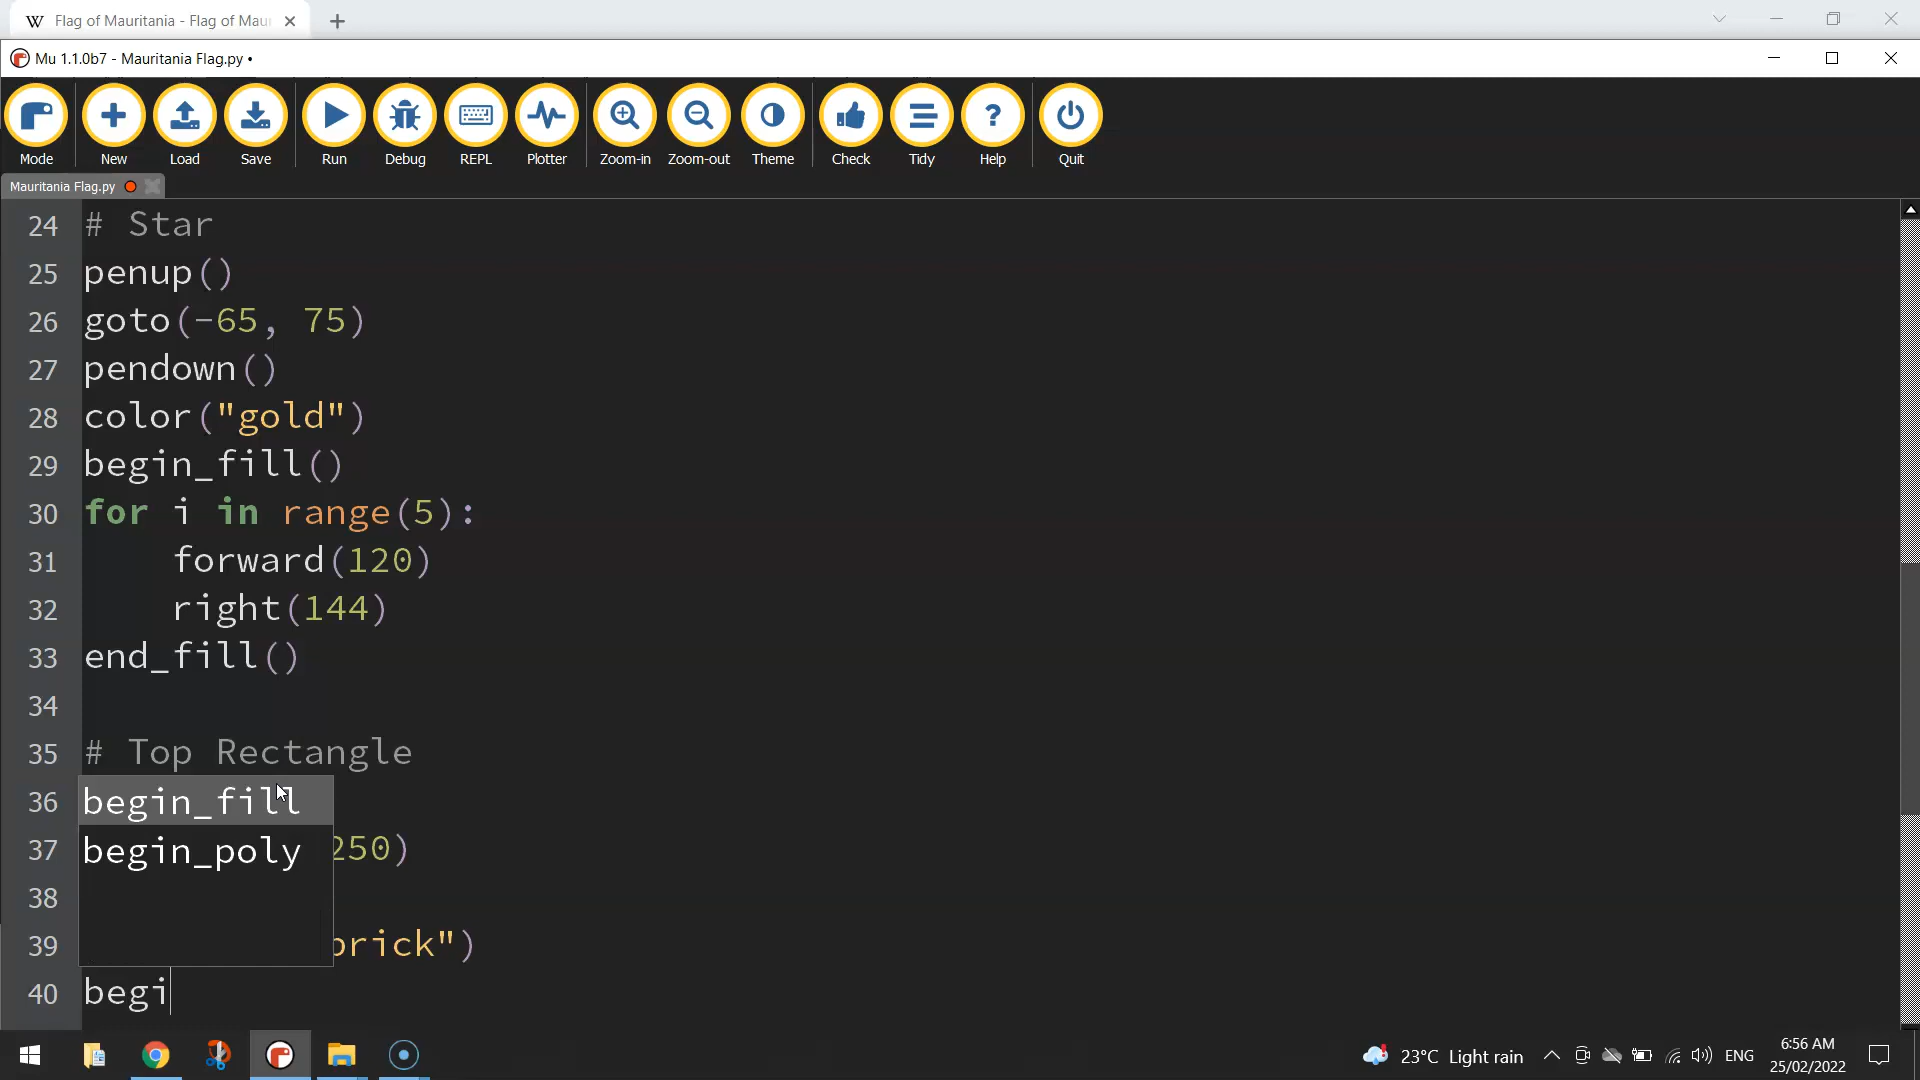 Flag of Mauritania - Flag of Mau
Mu 1.1.0b7 - Mauritania Flag.py •
Mode New Load Save Run Debug REPL Plotter Zoom-in Zoom-out Theme Check Tidy Help Quit
Mauritania Flag.py
24 # Star
25 penup()
26 goto(-65, 75)
27 pendown()
28 color("gold")
29 begin_fill()
30 for i in range(5):
31 forward(120)
32 right(144)
33 end_fill()
34
35 # Top Rectangle
36 begin_fill
37 begin_poly 250)
38
39 brick")
40 begi
23°C Light rain ENG 6:56 AM
25/02/2022